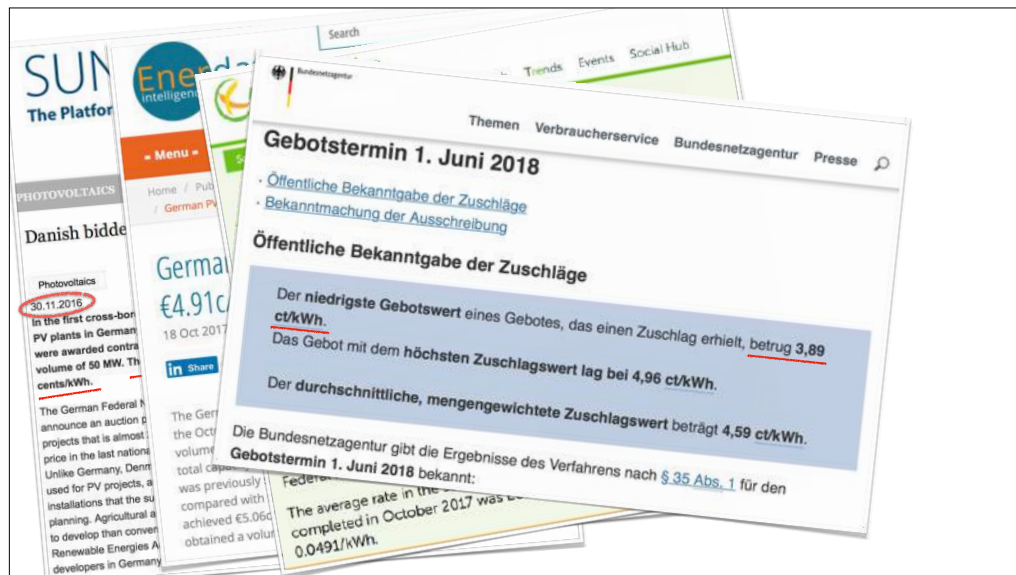 SUN
The Platfor
PHOTOVOLTAICS
Danish bidde
Photovoltaics
30.11.2016
In the first cross-bor
PV plants in German
were awarded contra
volume of 50 MW. Th
cents/kWh.
The German Federal N
announce an auction p
projects that is almost
price in the last nationa
Unlike Germany, Denm
used for PV projects, a
installations that the su
planning. Agricultural a
to develop than conver
Renewable Energies A
developers in Germany
Search
Enerdat
intelligen
- Menu -
Home / Pub
/ German PV
Germa
€4.91c/
18 Oct 2017
in Share
The Ger
the Octo
volume
total capa
was previously
compared with
achieved €5.06c
obtained a volur
Trends Events Social Hub
Federa
The average rate in the
completed in October 2017 was
0.0491/kWh.
Bundesnetzagentur
Themen Verbraucherservice Bundesnetzagentur Presse
Gebotstermin 1. Juni 2018
· Öffentliche Bekanntgabe der Zuschläge
· Bekanntmachung der Ausschreibung
Öffentliche Bekanntgabe der Zuschläge
Der niedrigste Gebotswert eines Gebotes, das einen Zuschlag erhielt, betrug 3,89
ct/kWh.
Das Gebot mit dem höchsten Zuschlagswert lag bei 4,96 ct/kWh.
Der durchschnittliche, mengengewichtete Zuschlagswert beträgt 4,59 ct/kWh.
Die Bundesnetzagentur gibt die Ergebnisse des Verfahrens nach § 35 Abs. 1 für den
Gebotstermin 1. Juni 2018 bekannt: